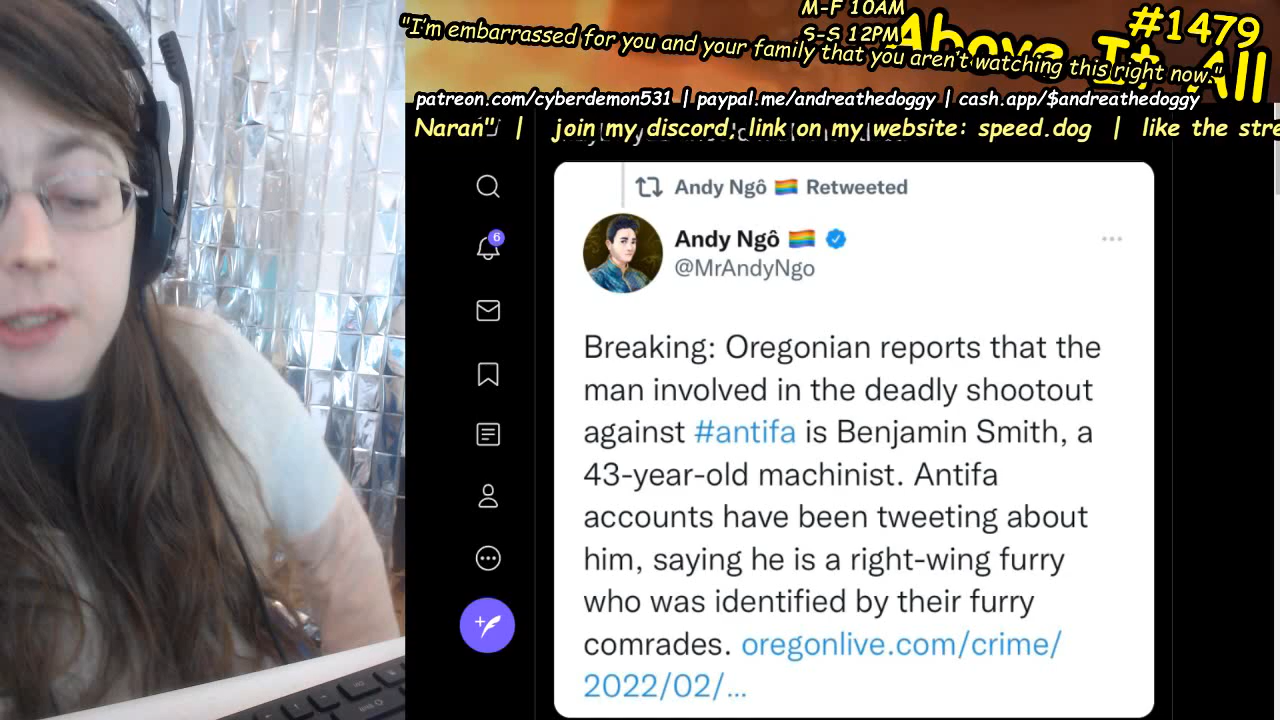 M-F 10AM
S-S 12PM
Above It All
#1479
"I'm embarrassed for you and your family that you aren't watching this right now."
patreon.com/cyberdemon531 | paypal.me/andreathedoggy | cash.app/$andreathedoggy
Naran" | join my discord, link on my website: speed.dog | like the stre
Andy Ngô 🏳️‍🌈 Retweeted
Andy Ngô 🏳️‍🌈
@MrAndyNgo
6
Breaking: Oregonian reports that the
man involved in the deadly shootout
against #antifa is Benjamin Smith, a
43-year-old machinist. Antifa
accounts have been tweeting about
him, saying he is a right-wing furry
who was identified by their furry
comrades. oregonlive.com/crime/
2022/02/...